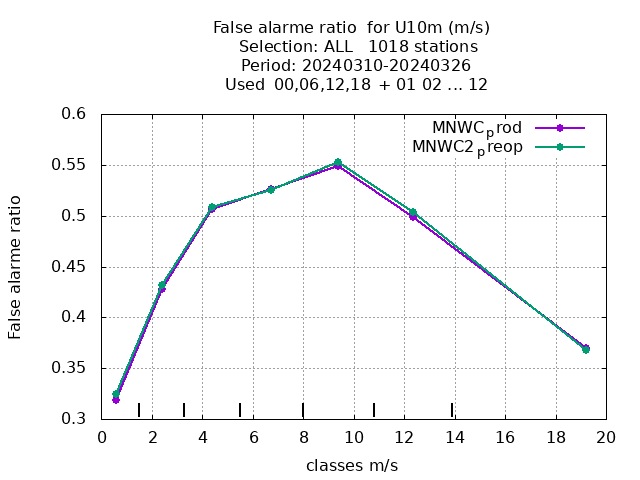 False alarme ratio  for U10m (m/s)
Selection: ALL   1018 stations
Period: 20240310-20240326
Used  00,06,12,18 + 01 02 ... 12
MNWCprod
MNWC2preop
0.6
0.55
0.5
0.45
0.4
0.35
0.3
False alarme ratio
0 2 4 6 8 10 12 14 16 18 20
classes m/s